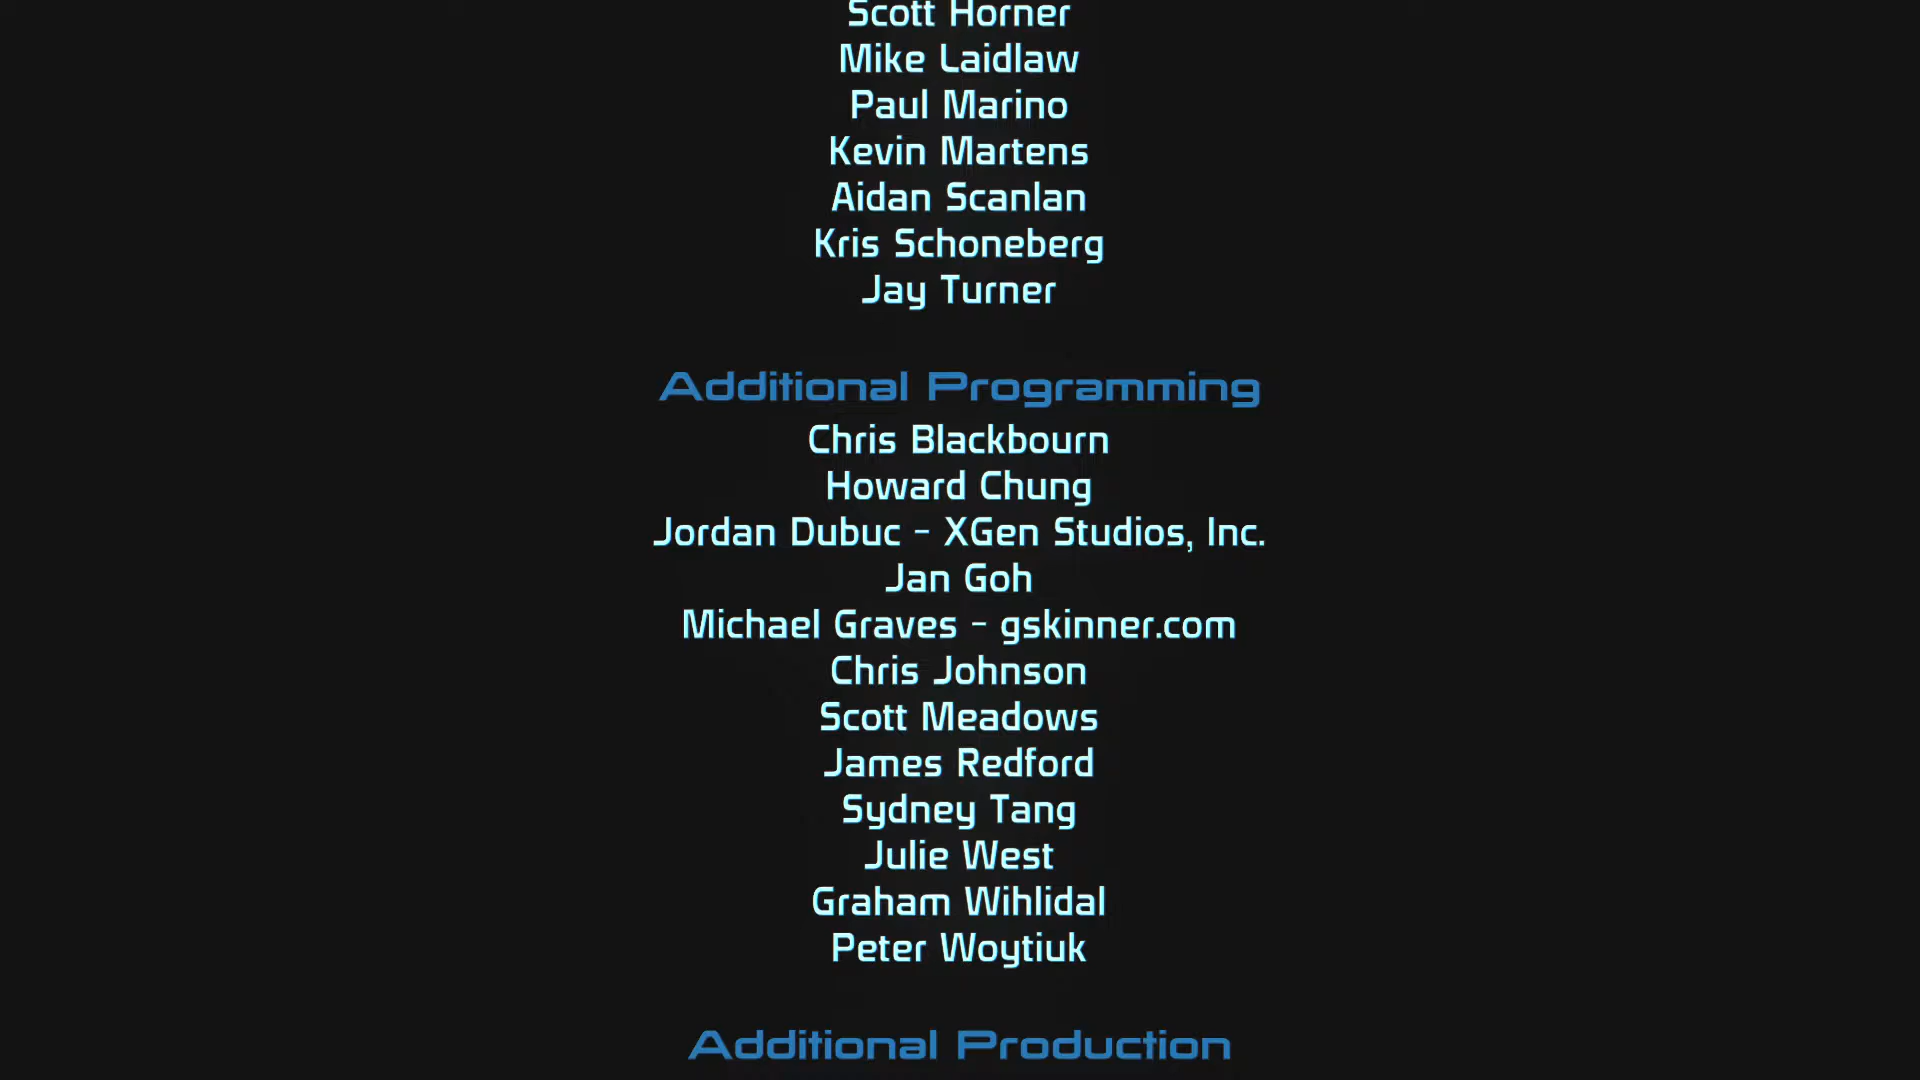 Scott Horner
Mike Laidlaw
Paul Marino
Kevin Martens
Aidan Scanlan
Kris Schoneberg
Jay Turner
Additional Programming
Chris Blackbourn
Howard Chung
Jordan Dubuc - XGen Studios, Inc.
Jan Goh
Michael Graves - gskinner.com
Chris Johnson
Scott Meadows
James Redford
Sydney Tang
Julie West
Graham Wihlidal
Peter Woytiuk
Additional Production